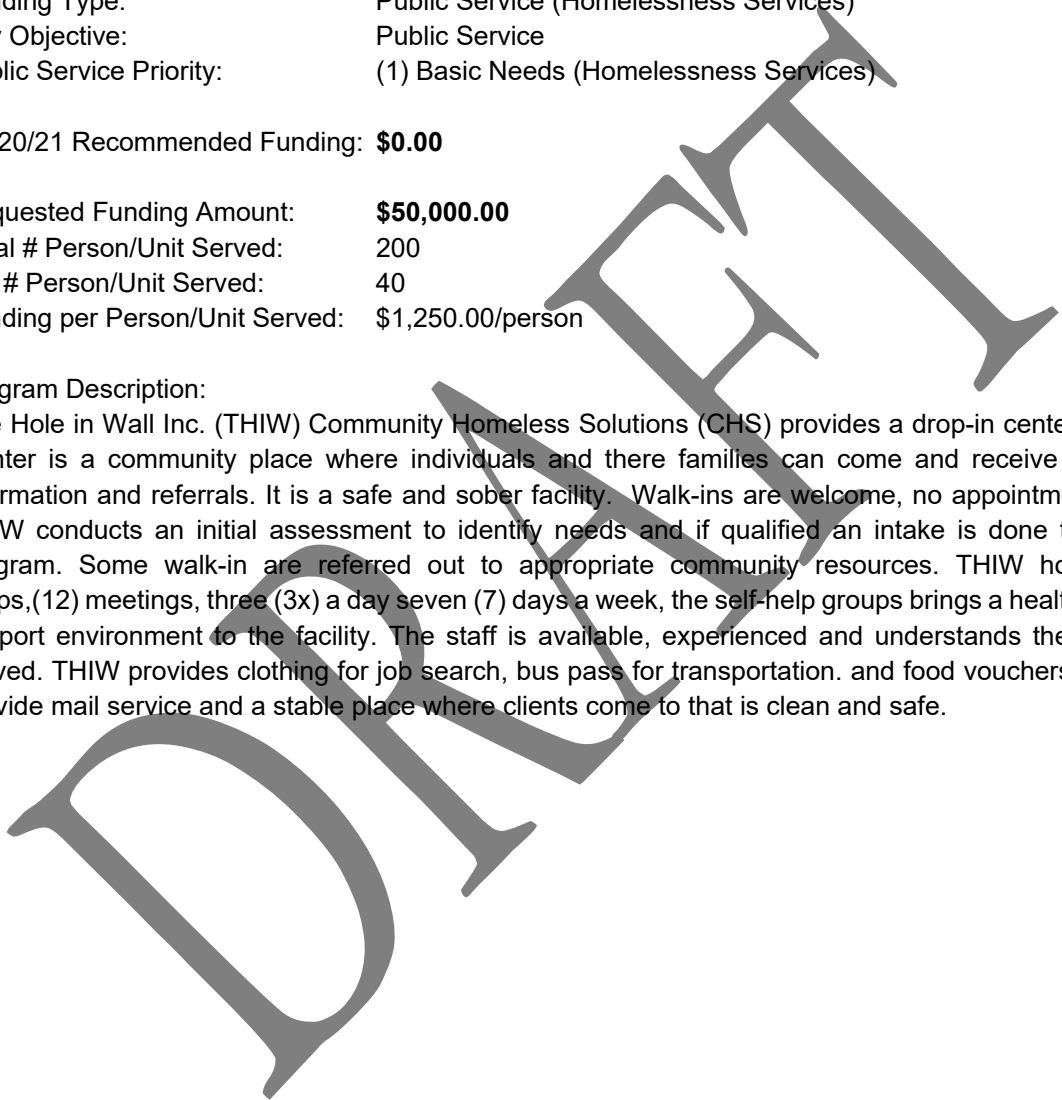 ding Type: Public Service (Homelessness Services)
y Objective: Public Service
lic Service Priority: (1) Basic Needs (Homelessness Services)
20/21 Recommended Funding: $0.00
quested Funding Amount: $50,000.00
al # Person/Unit Served: 200
# Person/Unit Served: 40
ding per Person/Unit Served: $1,250.00/person
gram Description:
e Hole in Wall Inc. (THIW) Community Homeless Solutions (CHS) provides a drop-in cente
nter is a community place where individuals and there families can come and receive
rmation and referrals. It is a safe and sober facility. Walk-ins are welcome, no appointm
W conducts an initial assessment to identify needs and if qualified an intake is done
gram. Some walk-in are referred out to appropriate community resources. THIW ho
ps,(12) meetings, three (3x) a day seven (7) days a week, the self-help groups brings a heal
port environment to the facility. The staff is available, experienced and understands the
ved. THIW provides clothing for job search, bus pass for transportation. and food vouchers
vide mail service and a stable place where clients come to that is clean and safe.
DRAFT